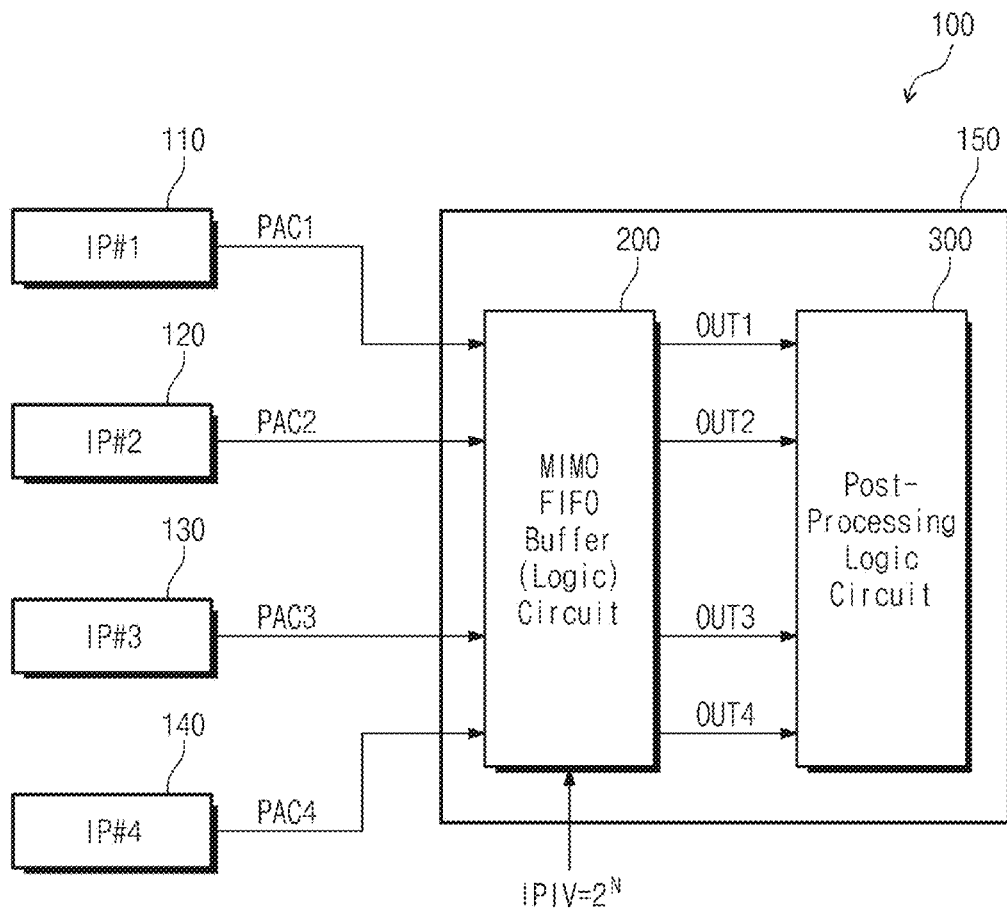 100
110
150
IP#1
PAC1
200
300
120
OUT1
IP#2
PAC2
OUT2
MIMO
FIFO
Buffer
(Logic)
Circuit
Post-
Processing
Logic
Circuit
130
IP#3
PAC3
OUT3
140
OUT4
IP#4
PAC4
IPIV=2^N